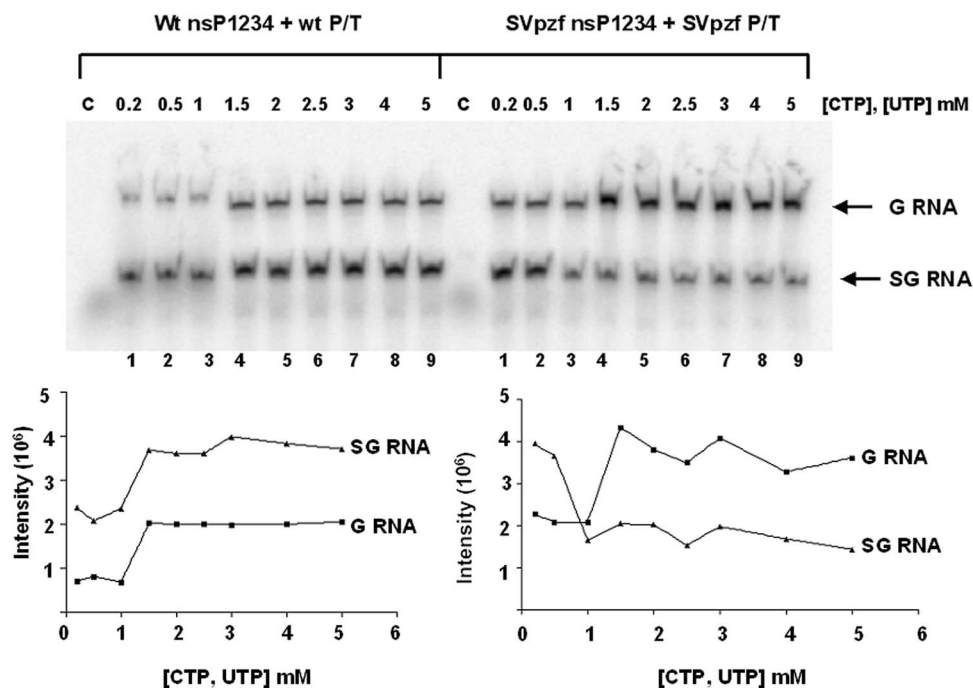 Wt nsP1234 + wt P/T SVpzf nsP1234 + SVpzf P/T
C 0.2 0.5 1 1.5 2 2.5 3 4 5 C 0.2 0.5 1 1.5 2 2.5 3 4 5 [CTP], [UTP] mM
G RNA
SG RNA
1 2 3 4 5 6 7 8 9 1 2 3 4 5 6 7 8 9
Intensity (10⁶)
5
4
3
2
1
SG RNA
G RNA
0 1 2 3 4 5 6
[CTP, UTP] mM
Intensity (10⁶)
5
4
3
2
1
0
G RNA
SG RNA
0 1 2 3 4 5 6
[CTP, UTP] mM